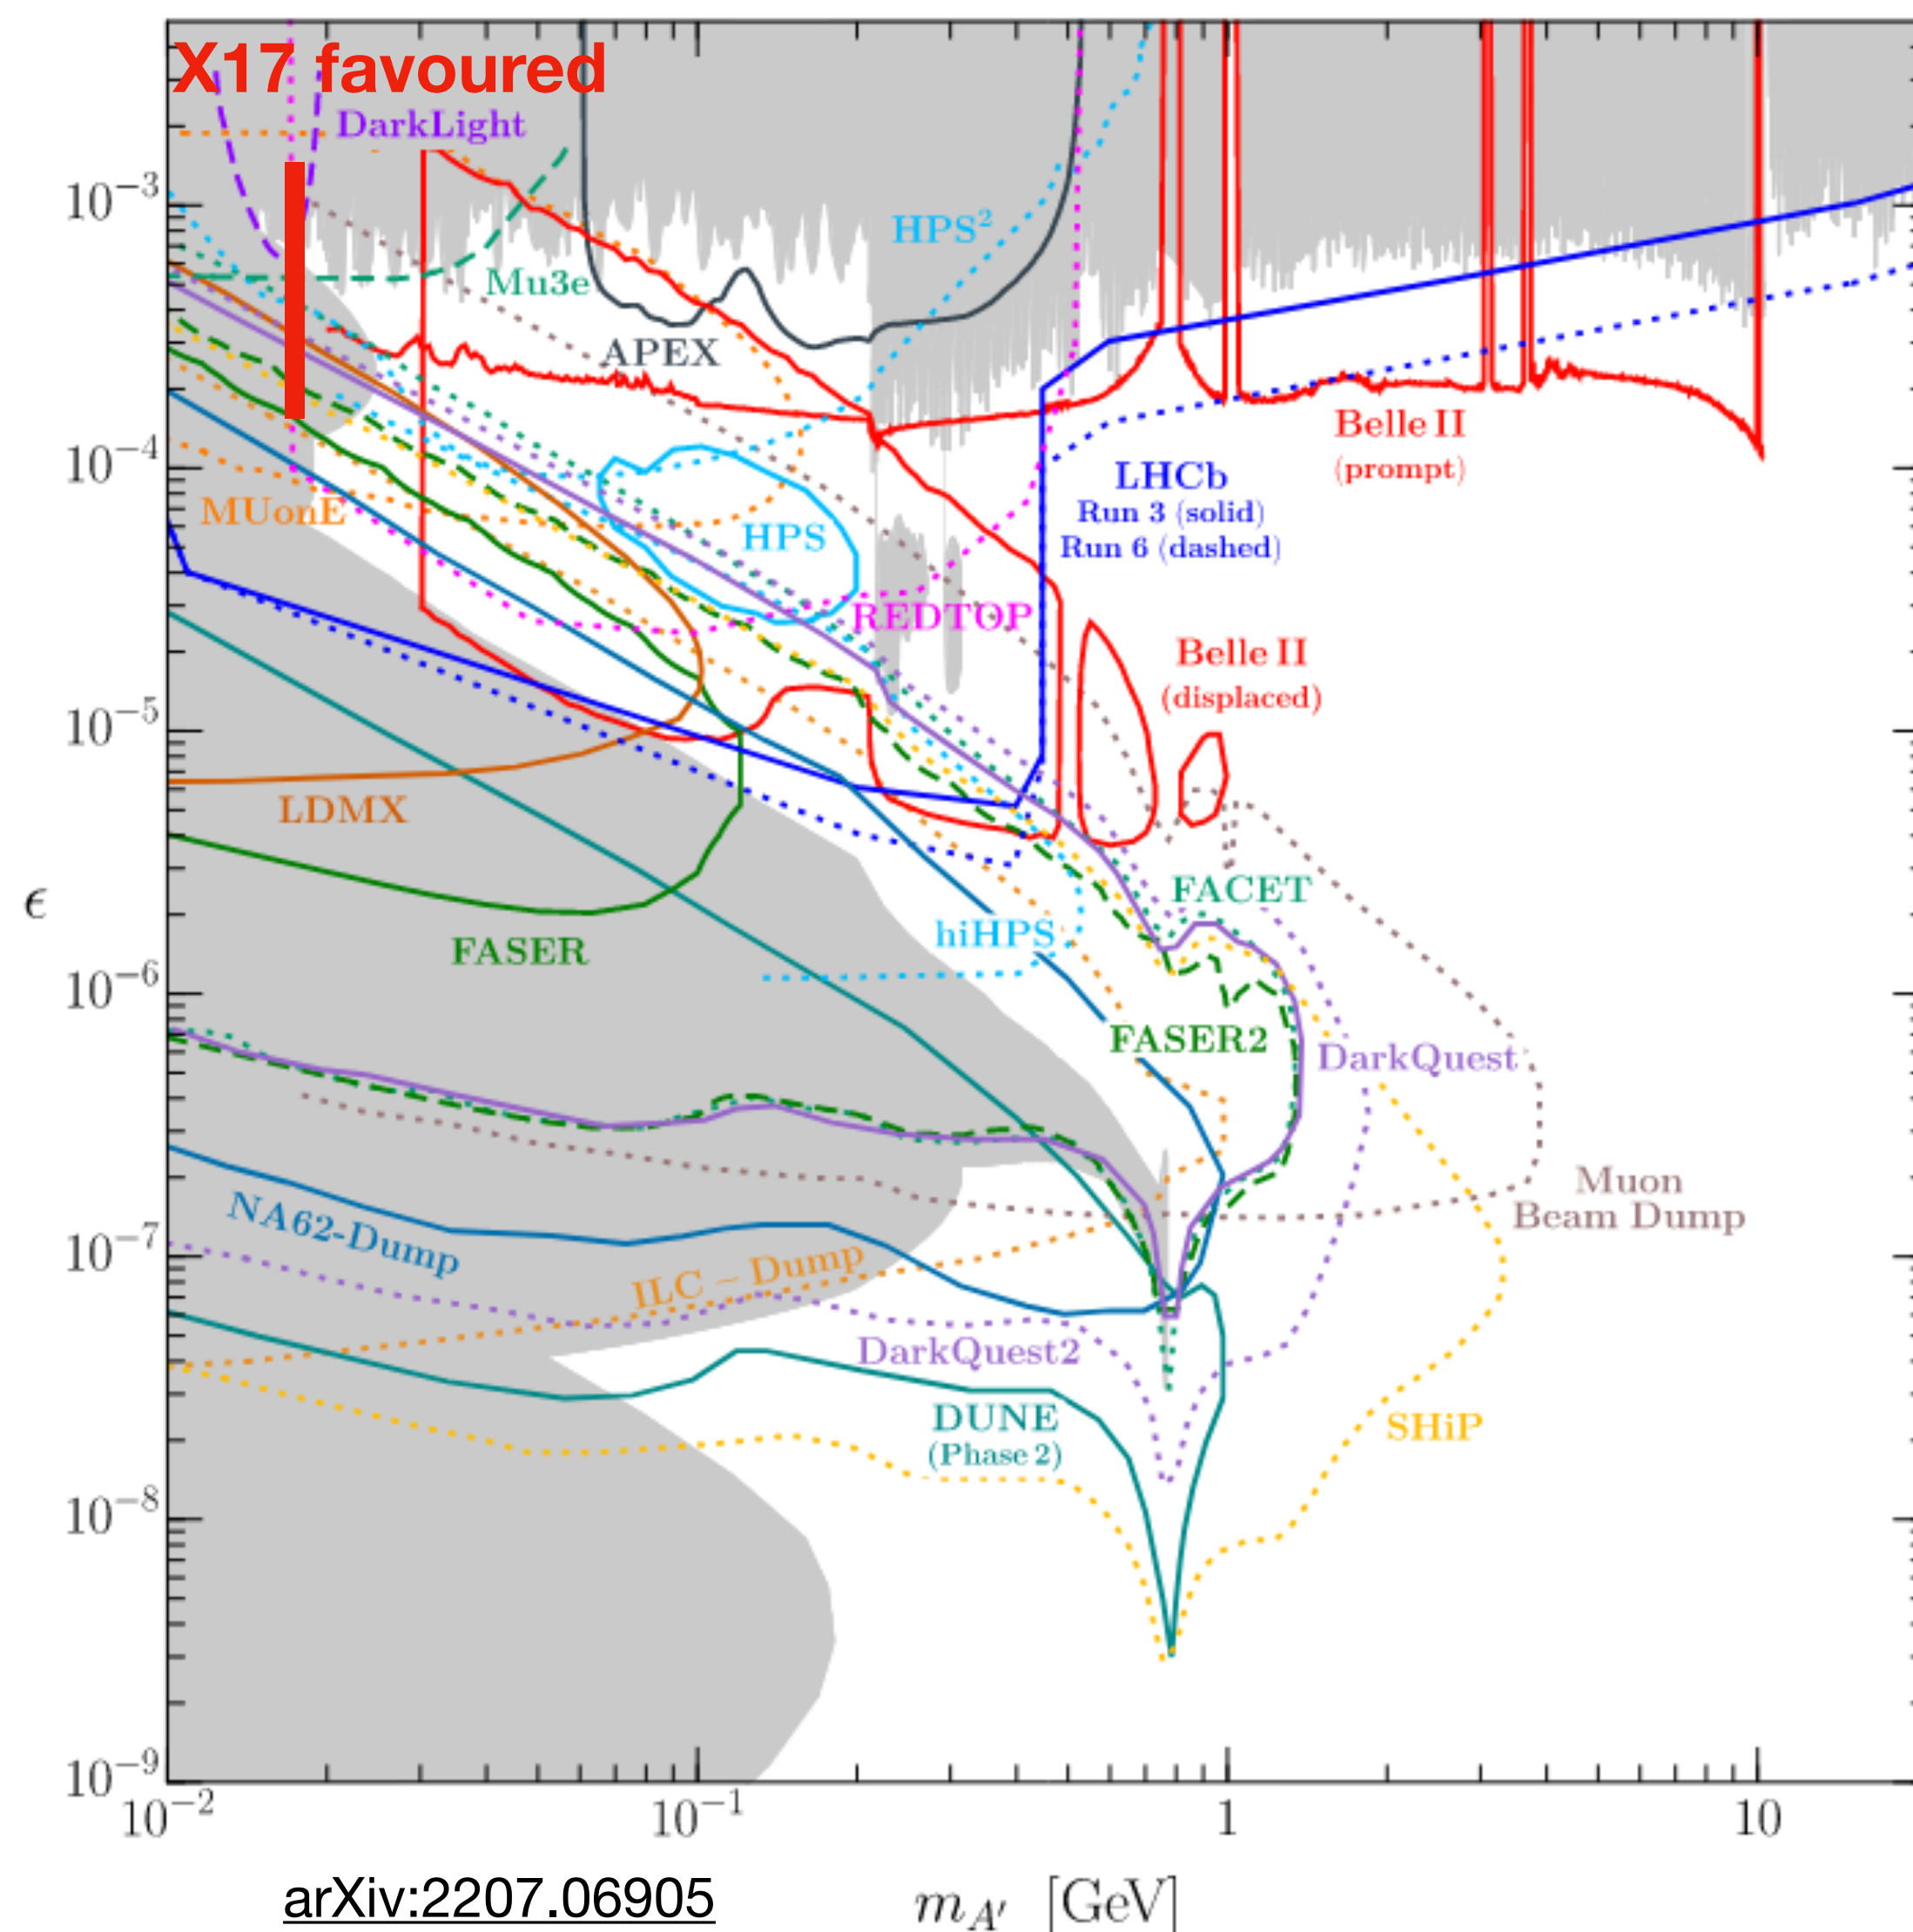 X17 favoured
DarkLight
10⁻³
HPS²
Mu3e
APEX
Belle II
(prompt)
10⁻⁴
LHCb
Run 3 (solid)
Run 6 (dashed)
MUonE
HPS
REDTOP
Belle II
(displaced)
10⁻⁵
LDMX
FACET
ϵ
hiHPS
FASER
10⁻⁶
FASER2
DarkQuest
Muon
Beam Dump
NA62-Dump
10⁻⁷
ILC – Dump
DarkQuest2
DUNE
(Phase 2)
SHiP
10⁻⁸
10⁻⁹
10⁻² 10⁻¹ 1 10
arXiv:2207.06905
m_A′ [GeV]